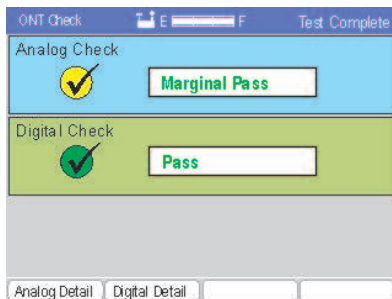 ONT Check E F Test Complete
Analog Check
Marginal Pass
Digital Check
Pass
Analog Detail Digital Detail